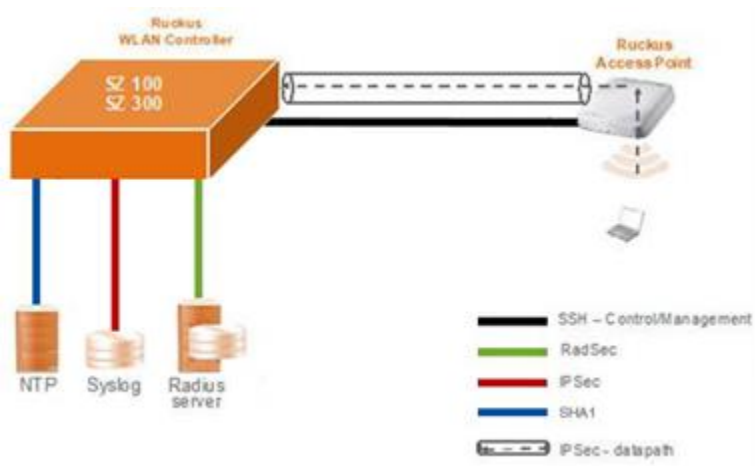 Ruckus
WLAN Controller
Ruckus
Access Point
SZ 100
SZ 300
NTP
Syslog
Radius
server
SSH – Control/Management
RadSec
IPSec
SHA1
IPSec - datapath